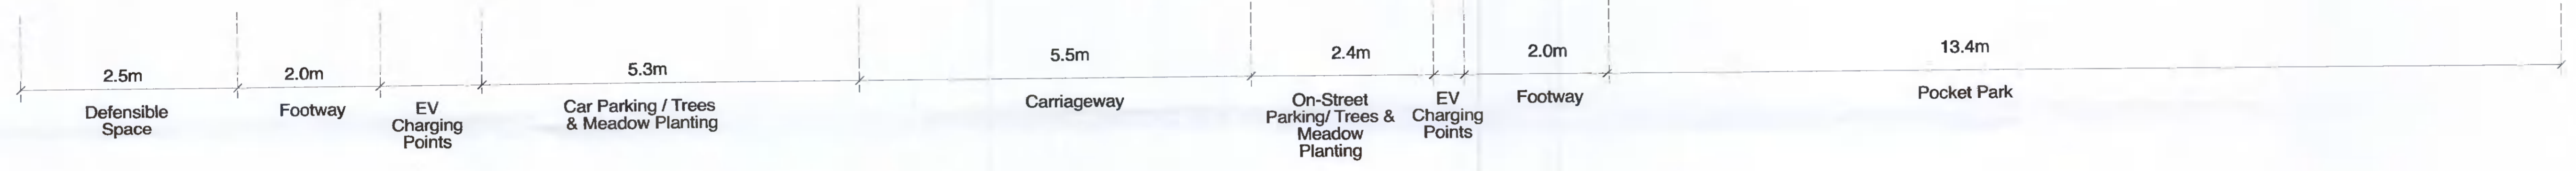 2.5m
Defensible
Space
2.0m
Footway
EV
Charging
Points
5.3m
Car Parking / Trees
& Meadow Planting
5.5m
Carriageway
2.4m
On-Street
Parking/ Trees &
Meadow
Planting
EV
Charging
Points
2.0m
Footway
13.4m
Pocket Park